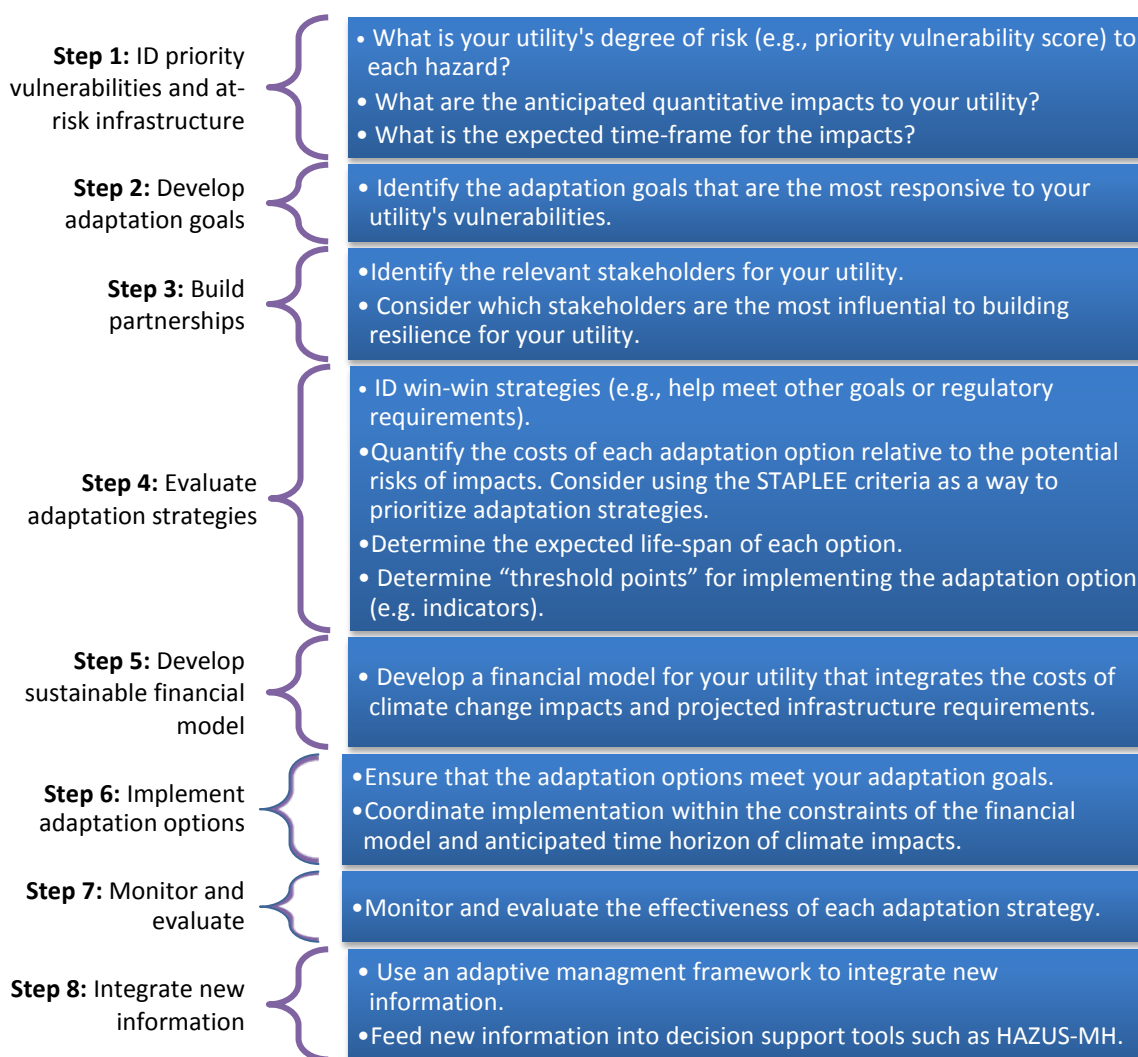 Step 1: ID priority
vulnerabilities and at-
risk infrastructure
• What is your utility's degree of risk (e.g., priority vulnerability score) to
each hazard?
• What are the anticipated quantitative impacts to your utility?
• What is the expected time-frame for the impacts?
Step 2: Develop
adaptation goals
• Identify the adaptation goals that are the most responsive to your
utility's vulnerabilities.
Step 3: Build
partnerships
•Identify the relevant stakeholders for your utility.
• Consider which stakeholders are the most influential to building
resilience for your utility.
Step 4: Evaluate
adaptation strategies
• ID win-win strategies (e.g., help meet other goals or regulatory
requirements).
•Quantify the costs of each adaptation option relative to the potential
risks of impacts. Consider using the STAPLEE criteria as a way to
prioritize adaptation strategies.
•Determine the expected life-span of each option.
• Determine “threshold points” for implementing the adaptation option
(e.g. indicators).
Step 5: Develop
sustainable financial
model
• Develop a financial model for your utility that integrates the costs of
climate change impacts and projected infrastructure requirements.
Step 6: Implement
adaptation options
•Ensure that the adaptation options meet your adaptation goals.
•Coordinate implementation within the constraints of the financial
model and anticipated time horizon of climate impacts.
Step 7: Monitor and
evaluate
•Monitor and evaluate the effectiveness of each adaptation strategy.
Step 8: Integrate new
information
• Use an adaptive managment framework to integrate new
information.
•Feed new information into decision support tools such as HAZUS-MH.